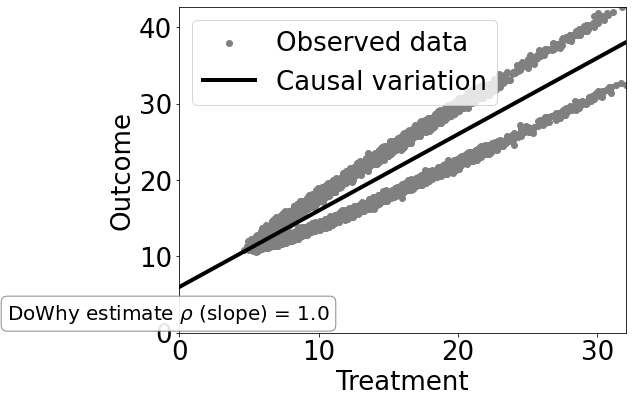 40
30
20
10
0
Outcome
Observed data
Causal variation
DoWhy estimate ρ (slope) = 1.0
0 10 20 30
Treatment